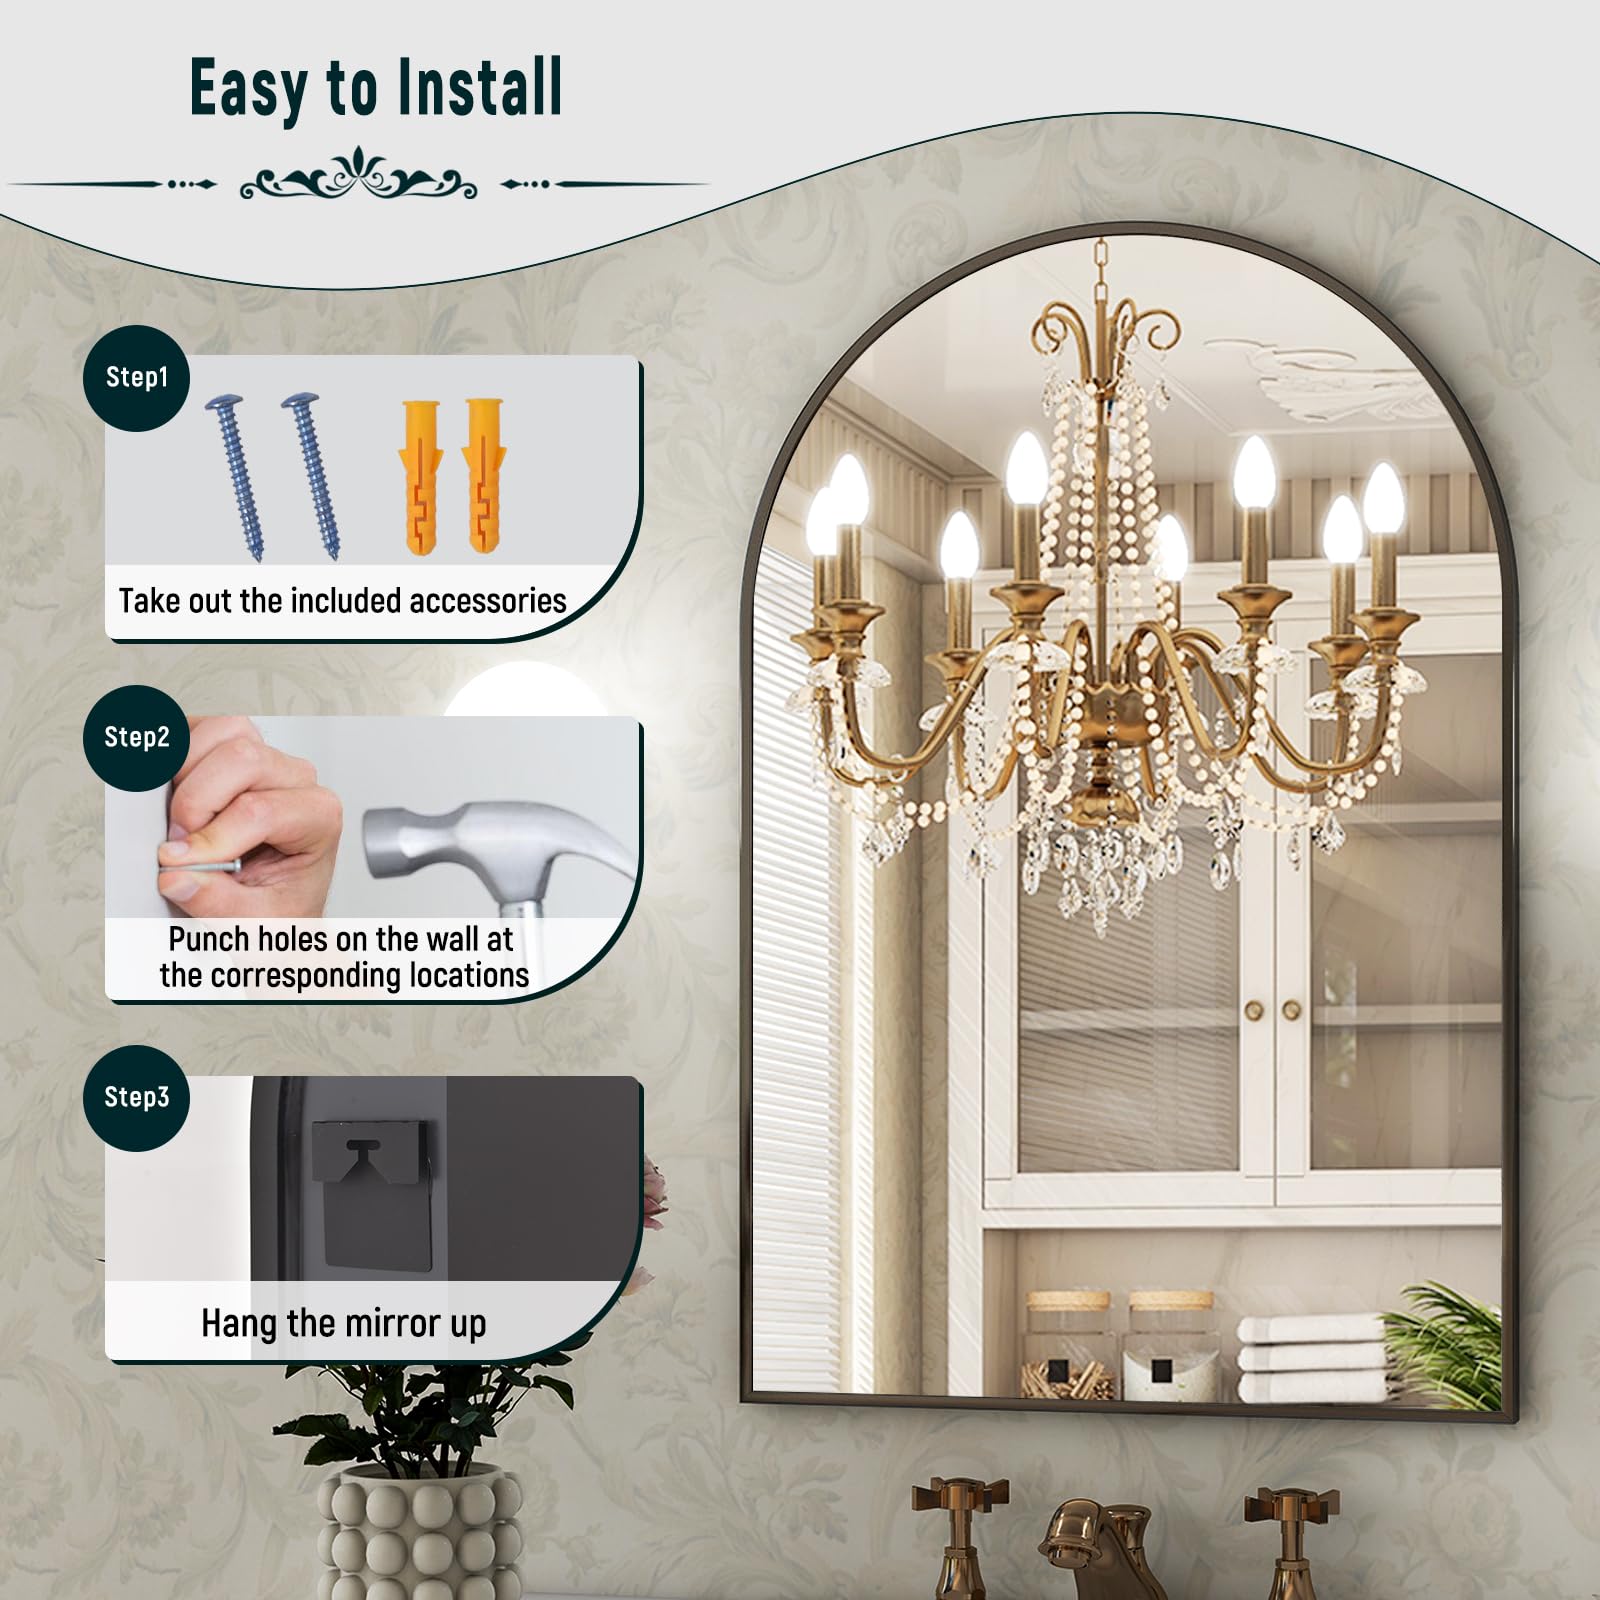 Easy to Install
Step1
Take out the included accessories
Step2
Punch holes on the wall at
the corresponding locations
Step3
Hang the mirror up